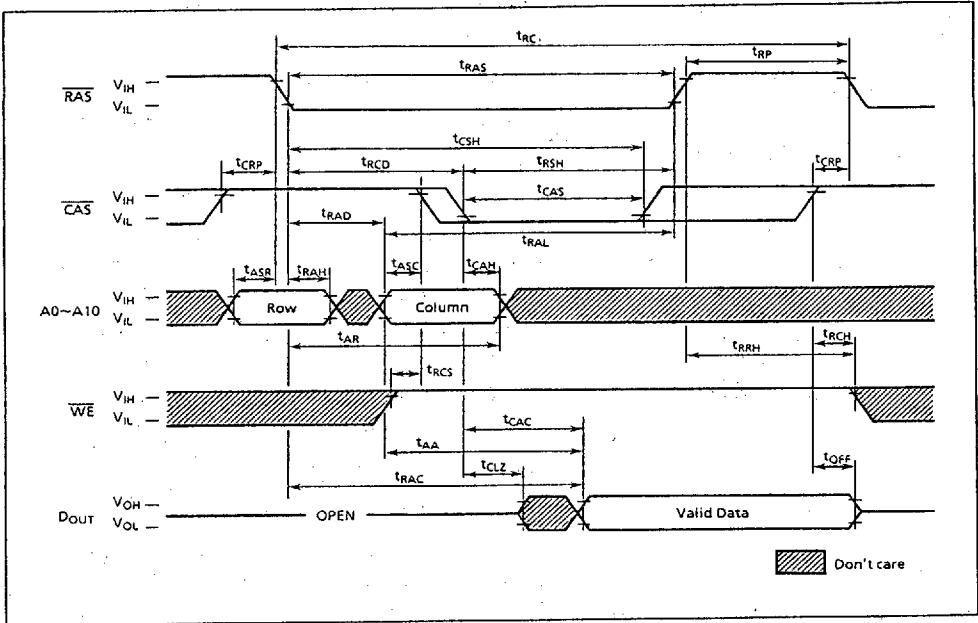 tRC
tRP
tRAS
RAS
VIH
VIL
tCSH
tCRP
tRCD
tRSH
tCRP
CAS
VIH
VIL
tCAS
tRAD
tRAL
tASR
tRAH
tASC
tCAH
A0~A10
VIH
VIL
Row
Column
tAR
tRRH
tRCH
tRCS
WE
VIH
VIL
tCAC
tAA
tCLZ
tOFF
tRAC
DOUT
VOH
VOL
OPEN
Valid Data
Don't care